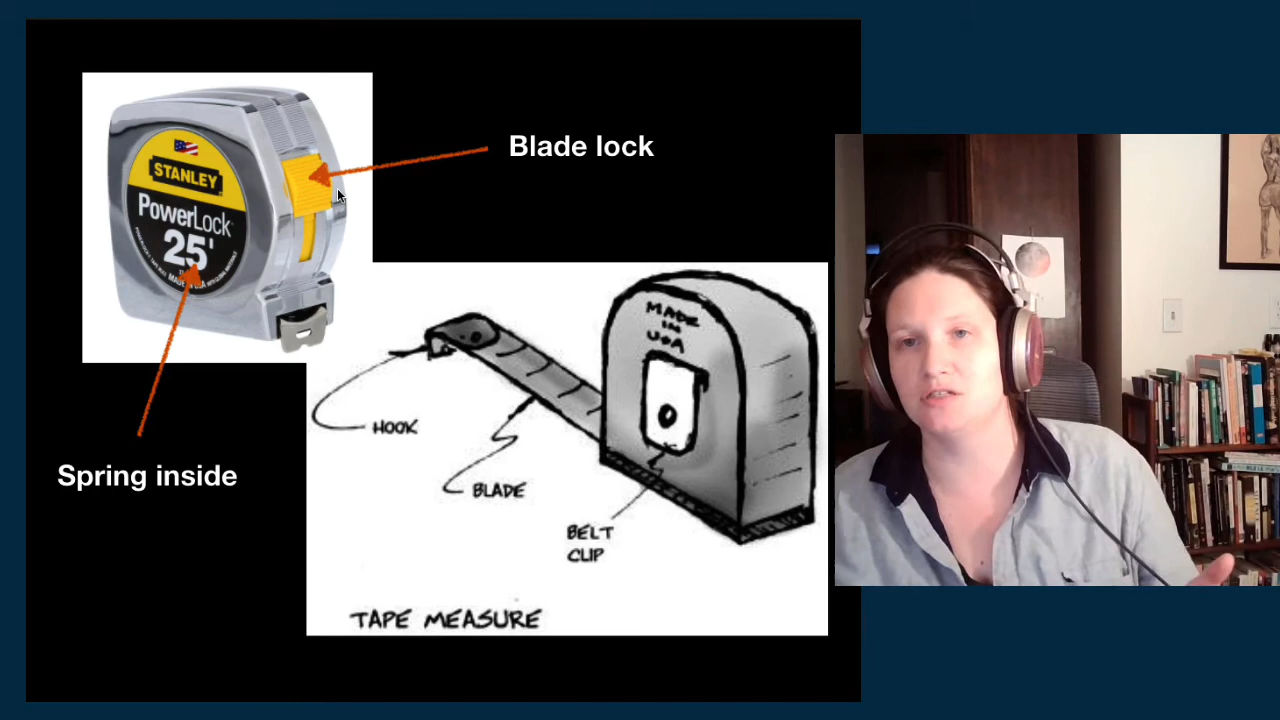 Blade lock
STANLEY
PowerLock
25'
MADE
IN
USA
HOOK
Spring inside
BLADE
BELT
CLIP
TAPE MEASURE